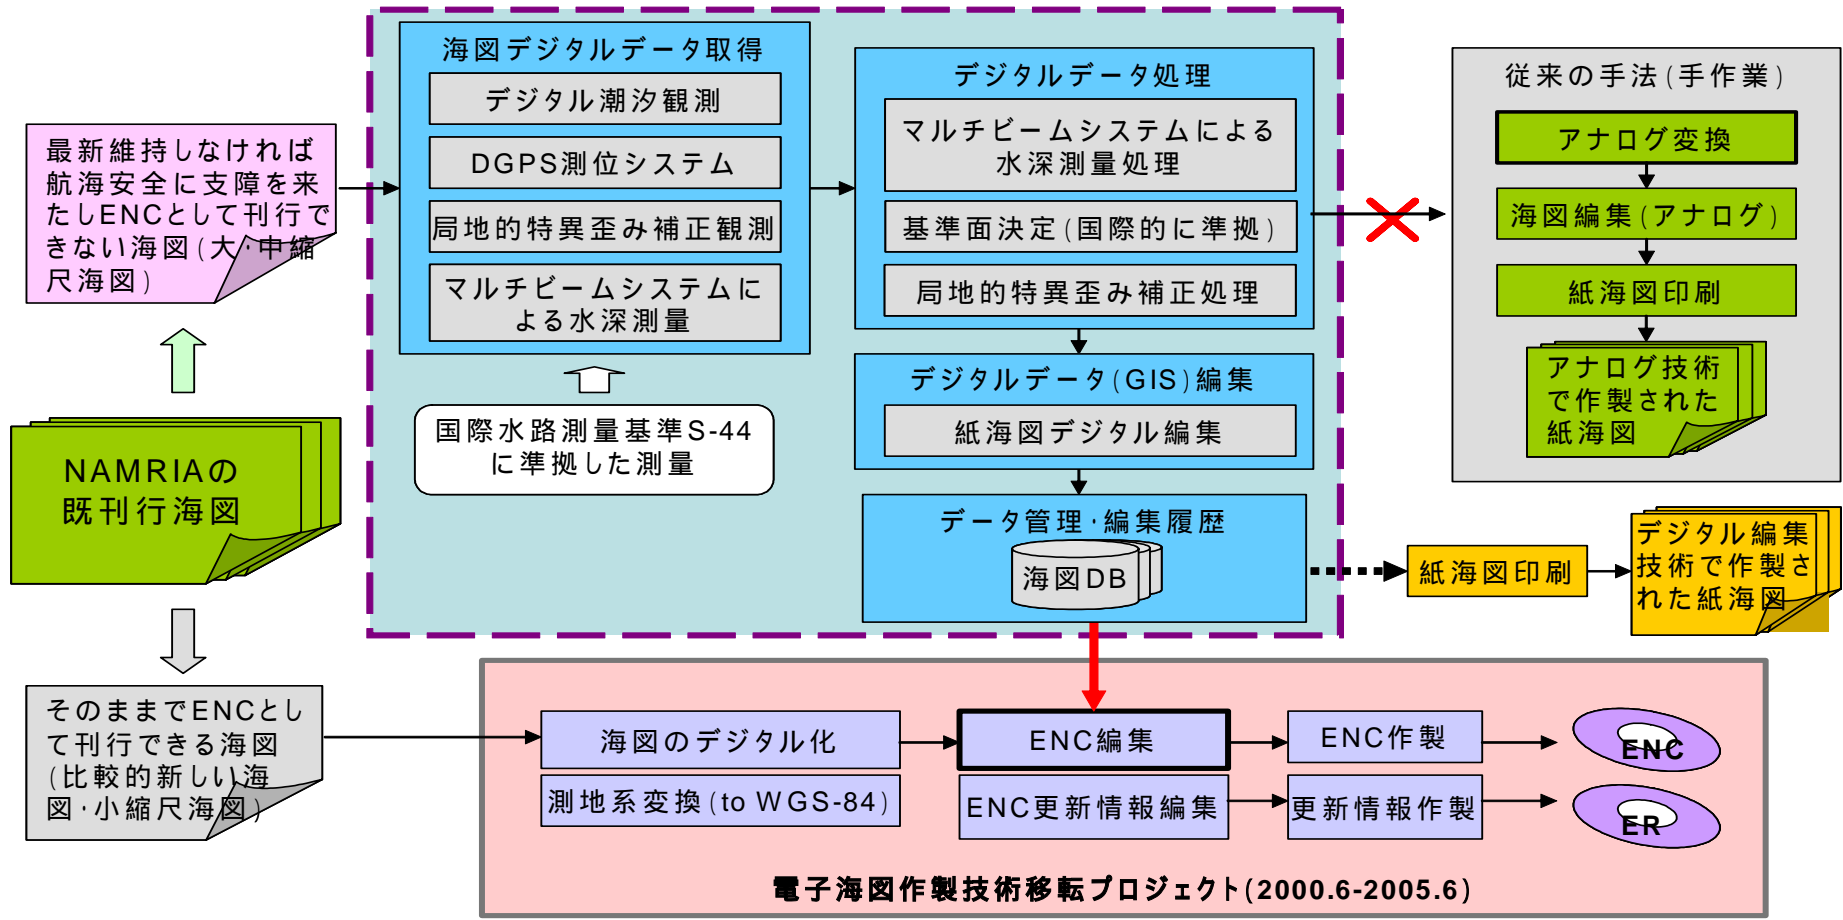 海図デジタルデータ取得
デジタル潮汐観測
DGPS測位システム
局地的特異歪み補正観測
マルチビームシステムに
よる水深測量
国際水路測量基準S-44
に準拠した測量
デジタルデータ処理
マルチビームシステムによる
水深測量処理
基準面決定(国際的に準拠)
局地的特異歪み補正処理
デジタルデータ(GIS)編集
紙海図デジタル編集
データ管理・編集履歴
海図DB
従来の手法(手作業)
アナログ変換
海図編集(アナログ)
紙海図印刷
アナログ技術
で作製された
紙海図
紙海図印刷
デジタル編集
技術で作製さ
れた紙海図
最新維持しなければ
航海安全に支障を来
たしENCとして刊行で
きない海図(大・中縮
尺海図)
NAMRIAの
既刊行海図
そのままでENCとし
て刊行できる海図
(比較的新しい海
図・小縮尺海図)
海図のデジタル化
測地系変換(to WGS-84)
ENC編集
ENC更新情報編集
ENC作製
更新情報作製
ENC
ER
電子海図作製技術移転プロジェクト(2000.6-2005.6)